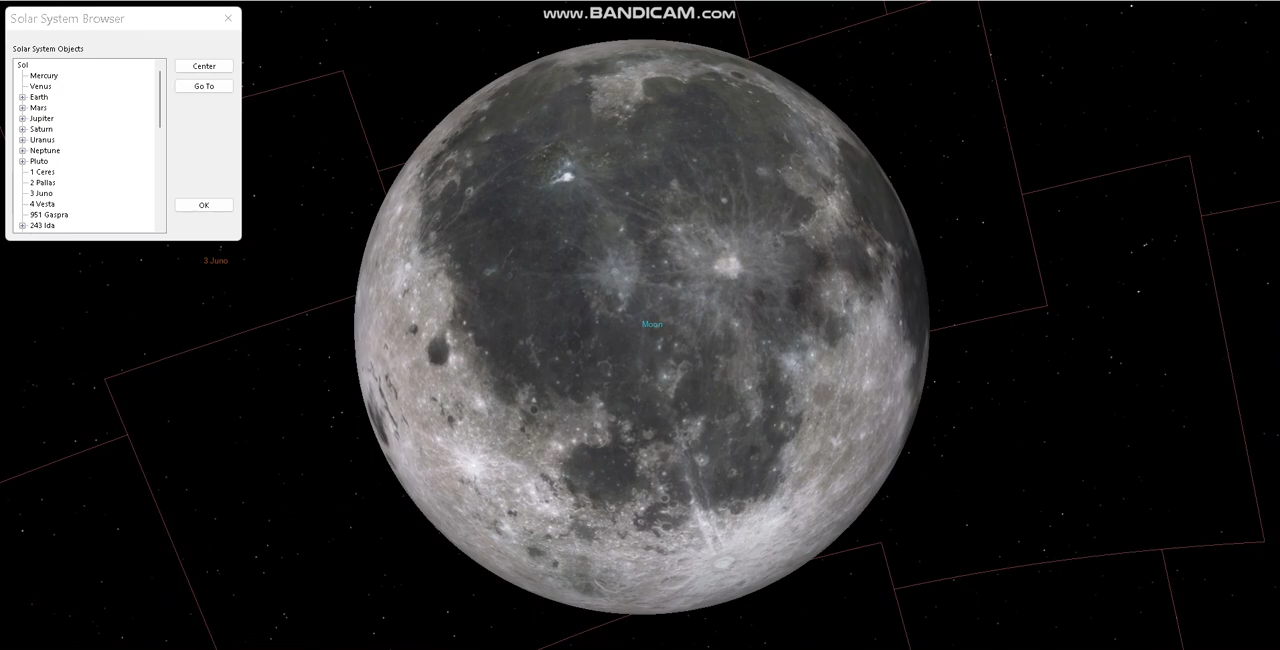 www.BANDICAM.com
Solar System Browser
Solar System Objects
Sol
Mercury
Venus
Earth
Mars
Jupiter
Saturn
Uranus
Neptune
Pluto
1 Ceres
2 Pallas
3 Juno
4 Vesta
951 Gaspra
243 Ida
Center
Go To
OK
3 Juno
Moon